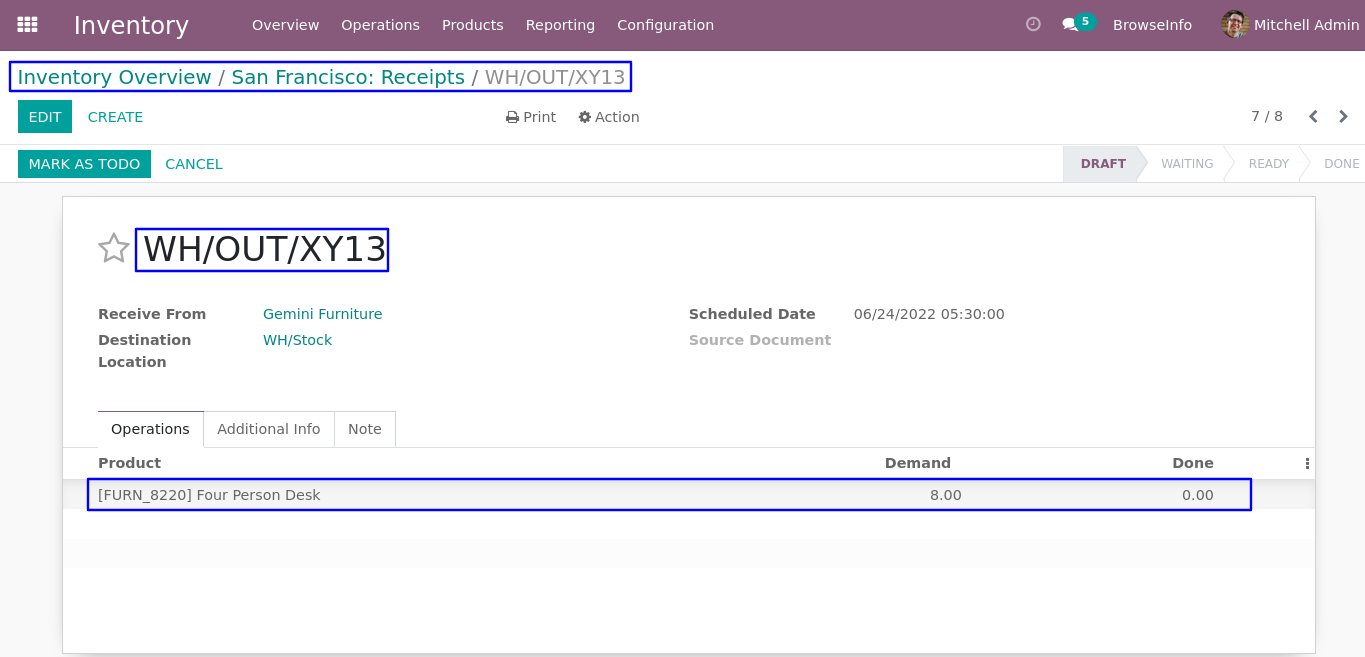 Inventory Overview Operations Products Reporting Configuration 5 BrowseInfo Mitchell Admin
Inventory Overview / San Francisco: Receipts / WH/OUT/XY13
EDIT CREATE Print Action 7 / 8
MARK AS TODO CANCEL DRAFT WAITING READY DONE
WH/OUT/XY13
Receive From Gemini Furniture Scheduled Date 06/24/2022 05:30:00
Destination WH/Stock Source Document
Location
Operations Additional Info Note
Product Demand Done
[FURN_8220] Four Person Desk 8.00 0.00